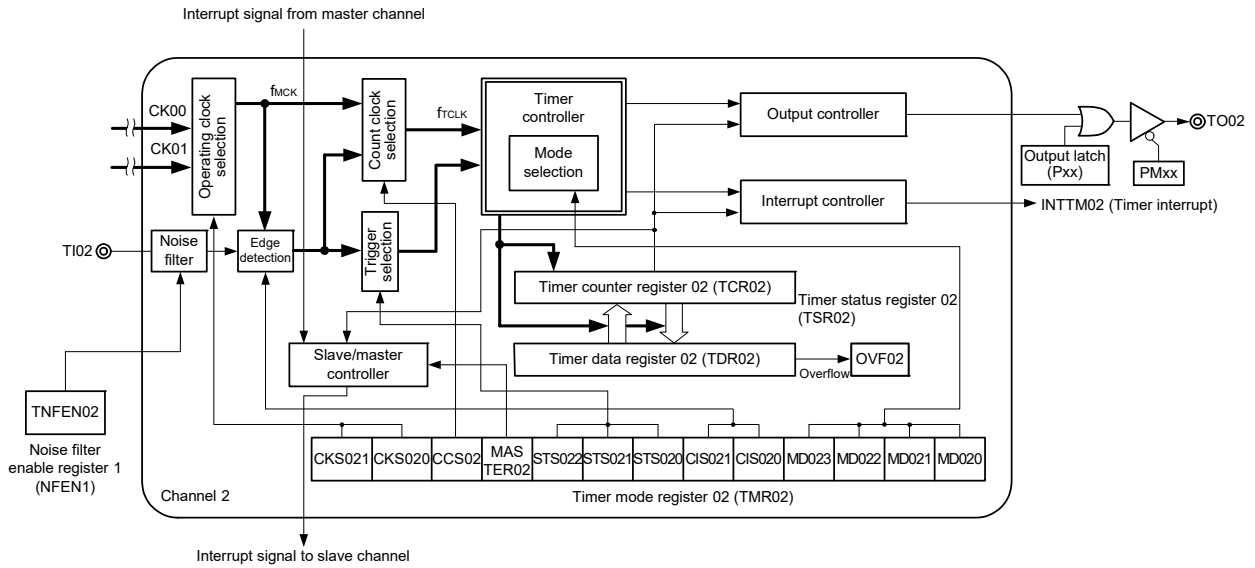 Interrupt signal from master channel
CK00
CK01
Operating clock
selection
fMCK
Count clock
selection
fTCLK
Timer
controller
Mode
selection
Output controller
TO02
Output latch
(Pxx)
PMxx
Interrupt controller
INTTM02 (Timer interrupt)
TI02
Noise
filter
Edge
detection
Trigger
selection
Timer counter register 02 (TCR02)
Timer status register 02
(TSR02)
Slave/master
controller
Timer data register 02 (TDR02)
Overflow
OVF02
TNFEN02
Noise filter
enable register 1
(NFEN1)
CKS021
CKS020
CCS02
MAS
TER02
STS022
STS021
STS020
CIS021
CIS020
MD023
MD022
MD021
MD020
Channel 2
Timer mode register 02 (TMR02)
Interrupt signal to slave channel